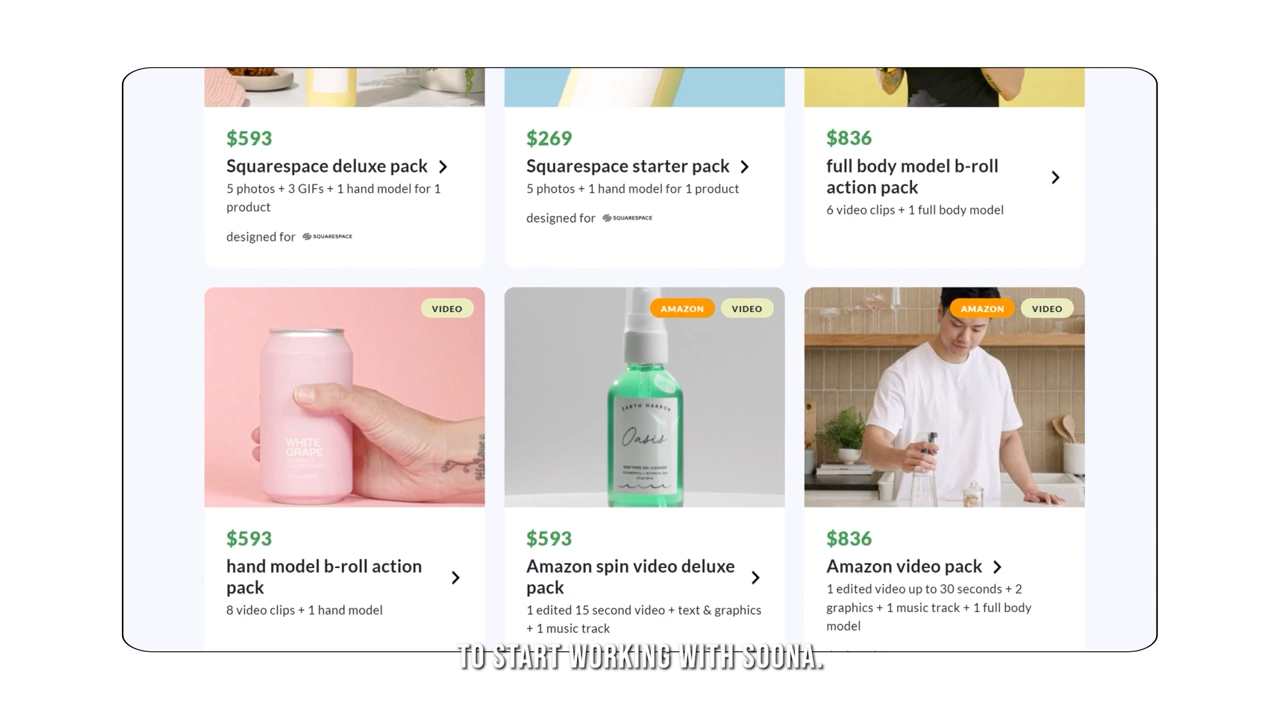 $593
Squarespace deluxe pack
5 photos + 3 GIFs + 1 hand model for 1
product
designed for SQUARESPACE
$269
Squarespace starter pack
5 photos + 1 hand model for 1 product
designed for SQUARESPACE
$836
full body model b-roll
action pack
6 video clips + 1 full body model
VIDEO
WHITE
GRAPE
$593
hand model b-roll action
pack
8 video clips + 1 hand model
AMAZON
VIDEO
EARTH HARBOR
Oasis
$593
Amazon spin video deluxe
pack
1 edited 15 second video + text & graphics
+ 1 music track
AMAZON
VIDEO
$836
Amazon video pack
1 edited video up to 30 seconds + 2
graphics + 1 music track + 1 full body
model
TO START WORKING WITH SOONA.